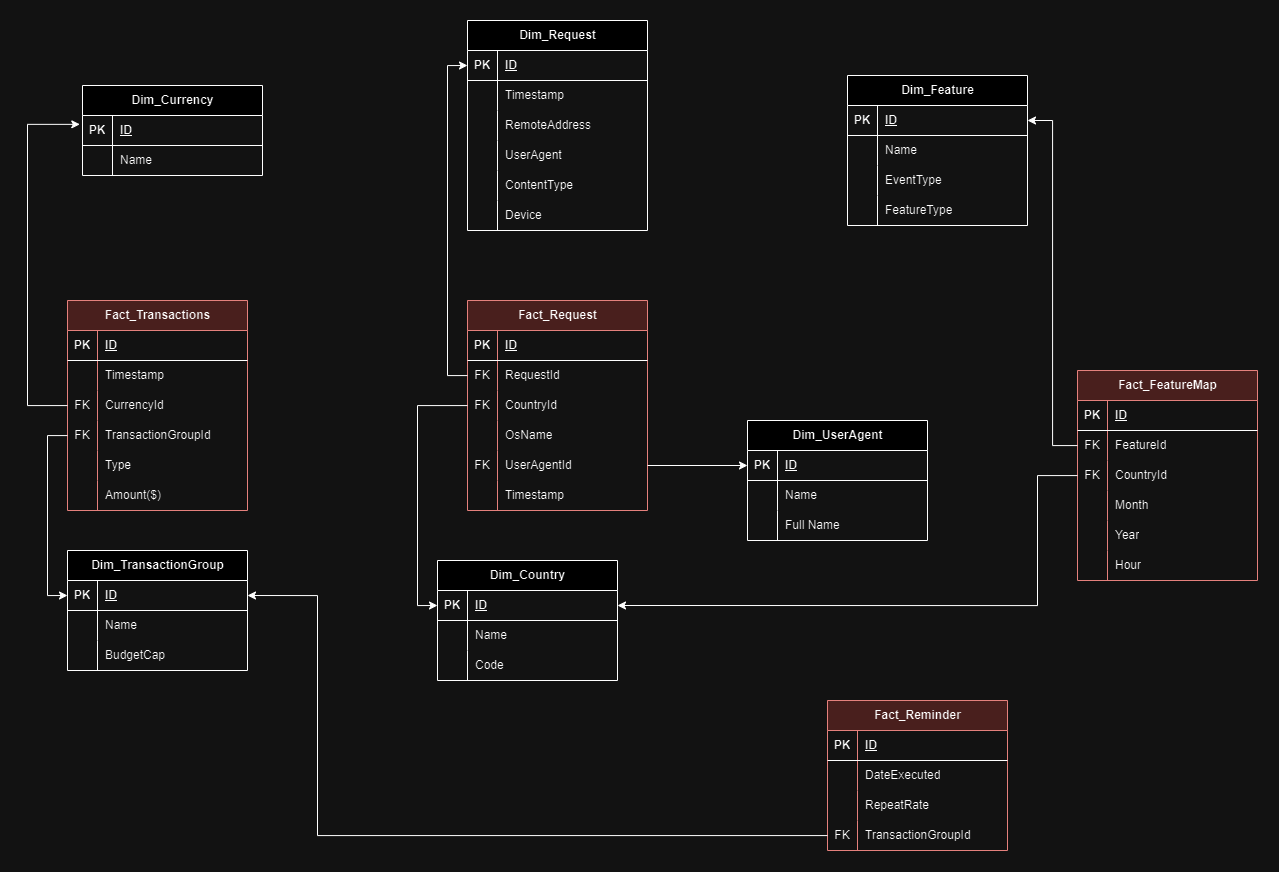 Dim_Request
PK ID
Timestamp
RemoteAddress
UserAgent
ContentType
Device
Dim_Currency
PK ID
Name
Dim_Feature
PK ID
Name
EventType
FeatureType
Fact_Transactions
PK ID
Timestamp
FK CurrencyId
FK TransactionGroupId
Type
Amount($)
Fact_Request
PK ID
FK RequestId
FK CountryId
OsName
FK UserAgentId
Timestamp
Fact_FeatureMap
PK ID
FK FeatureId
FK CountryId
Month
Year
Hour
Dim_UserAgent
PK ID
Name
Full Name
Dim_TransactionGroup
PK ID
Name
BudgetCap
Dim_Country
PK ID
Name
Code
Fact_Reminder
PK ID
DateExecuted
RepeatRate
FK TransactionGroupId